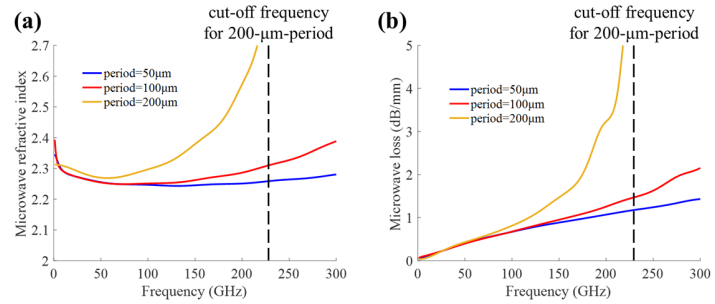 (a)
cut-off frequency
for 200-μm-period
2.7
2.6
2.5
2.4
2.3
2.2
2.1
2
Microwave refractive index
period=50μm
period=100μm
period=200μm
0 50 100 150 200 250 300
Frequency (GHz)
(b)
cut-off frequency
for 200-μm-period
5
4
3
2
1
0
Microwave loss (dB/mm)
period=50μm
period=100μm
period=200μm
0 50 100 150 200 250 300
Frequency (GHz)